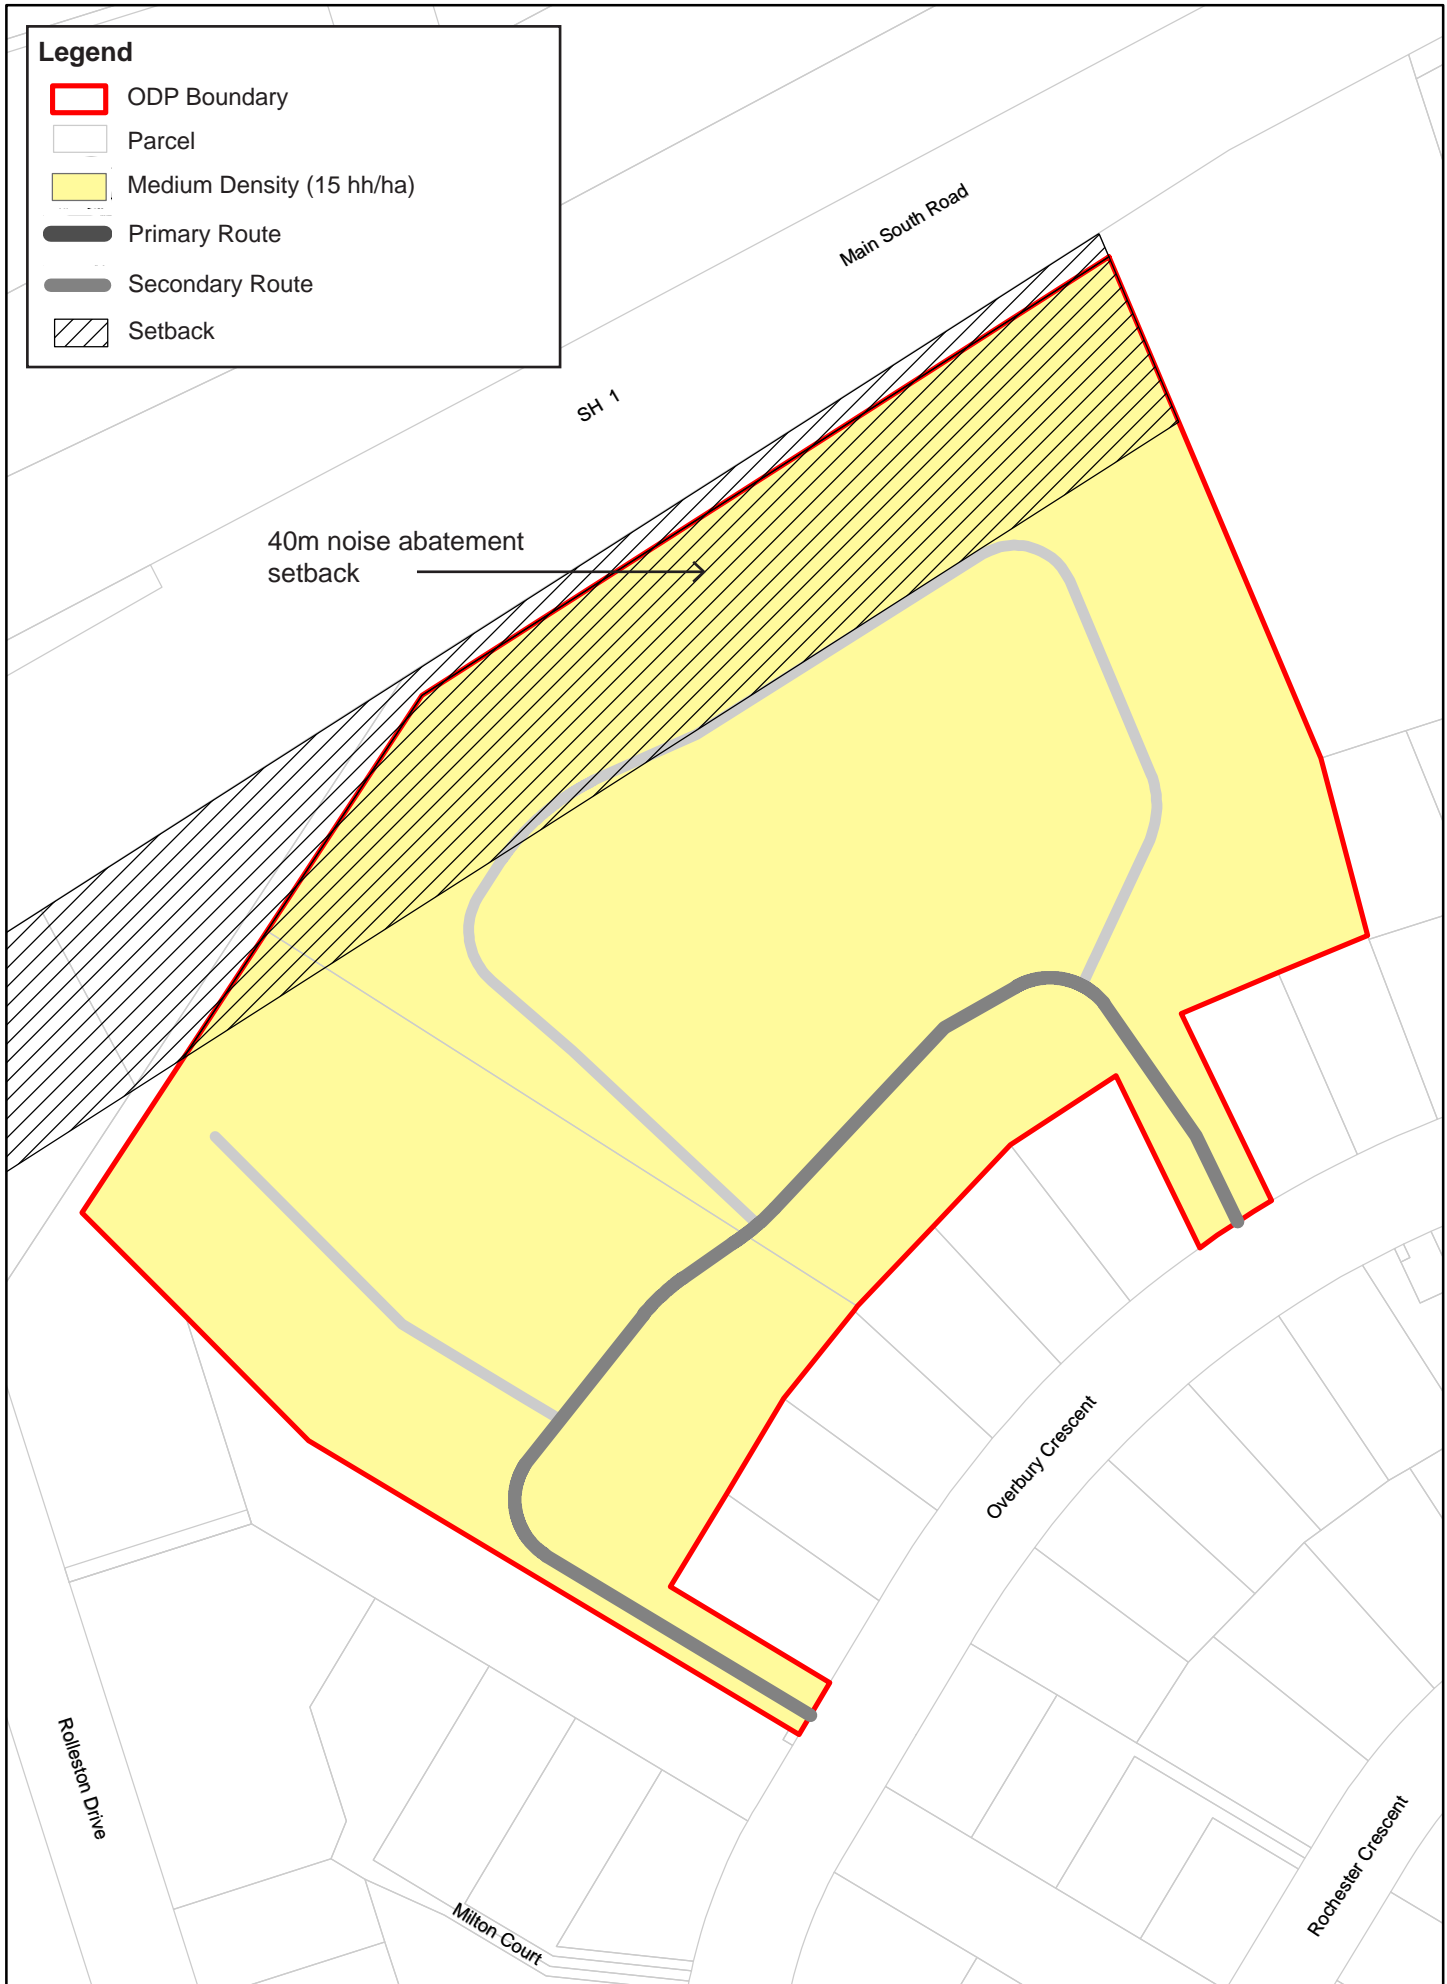 Legend
ODP Boundary
Parcel
Medium Density (15 hh/ha)
Primary Route
Secondary Route
Setback
Main South Road
SH 1
40m noise abatement
setback
Overbury Crescent
Rolleston Drive
Milton Court
Rochester Crescent